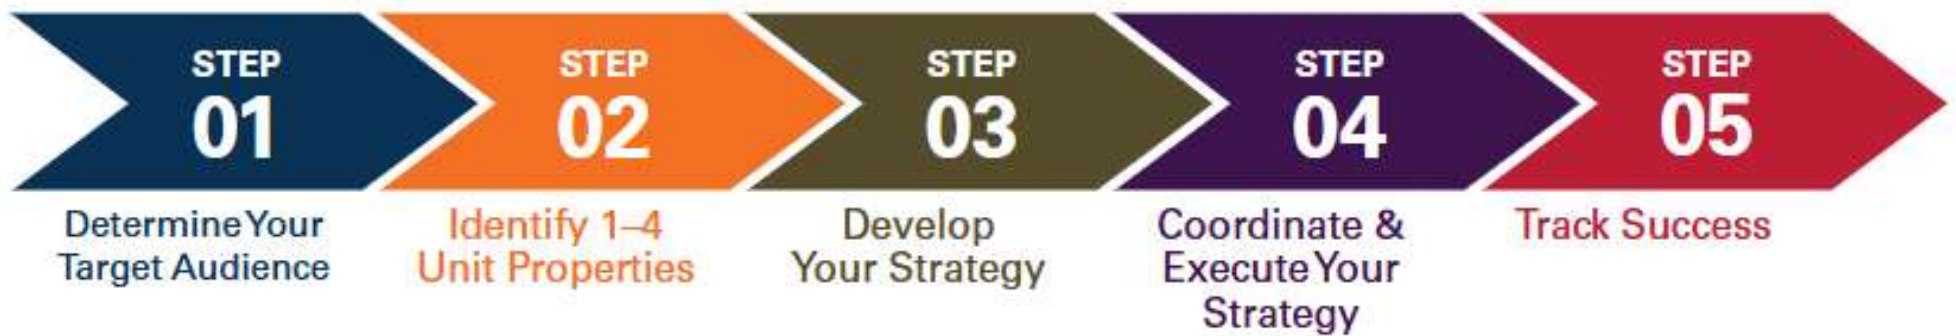 STEP
01
Determine Your
Target Audience
STEP
02
Identify 1–4
Unit Properties
STEP
03
Develop
Your Strategy
STEP
04
Coordinate &
Execute Your
Strategy
STEP
05
Track Success